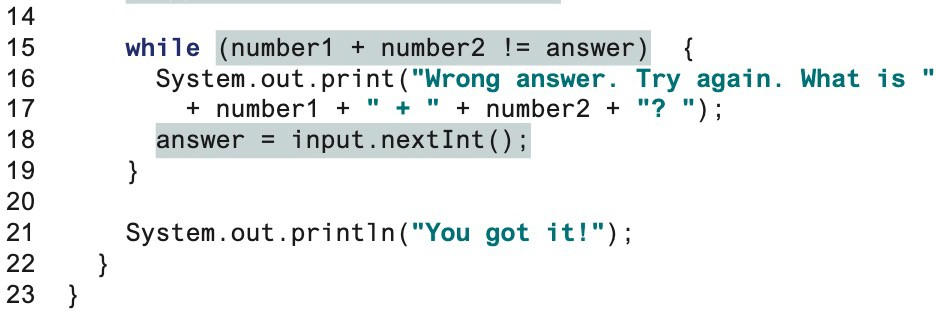 14
15 while (number1 + number2 != answer) {
16 System.out.print("Wrong answer. Try again. What is "
17 + number1 + " + " + number2 + "? ");
18 answer = input.nextInt();
19 }
20
21 System.out.println("You got it!");
22 }
23 }